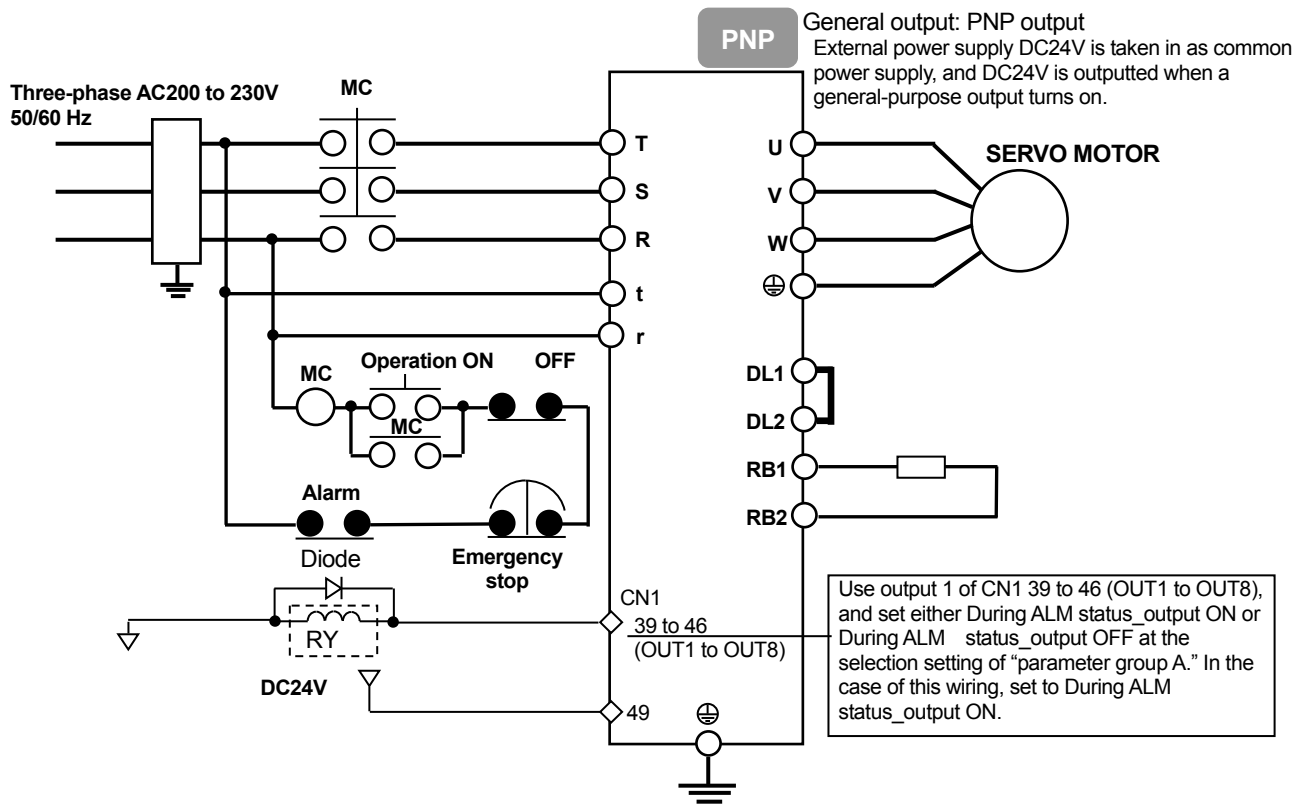 PNP
General output: PNP output
External power supply DC24V is taken in as common
power supply, and DC24V is outputted when a
general-purpose output turns on.
Three-phase AC200 to 230V
50/60 Hz
MC
T
S
R
t
r
U
V
W
SERVO MOTOR
DL1
DL2
RB1
RB2
MC
Operation ON
OFF
MC
Alarm
Emergency
stop
Diode
RY
DC24V
CN1
39 to 46
(OUT1 to OUT8)
49
Use output 1 of CN1 39 to 46 (OUT1 to OUT8),
and set either During ALM status_output ON or
During ALM status_output OFF at the
selection setting of “parameter group A.” In the
case of this wiring, set to During ALM
status_output ON.